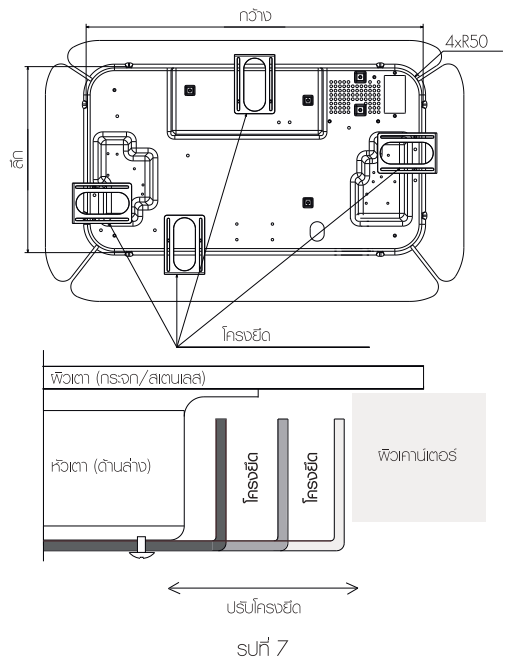 กว้าง
4xR50
ลึก
โครงยึด
ผิวเตา (กระจก/สเตนเลส)
หัวเตา (ด้านล่าง)
โครงยึด
โครงยึด
ผิวเคาน์เตอร์
ปรับโครงยึด
รูปที่ 7